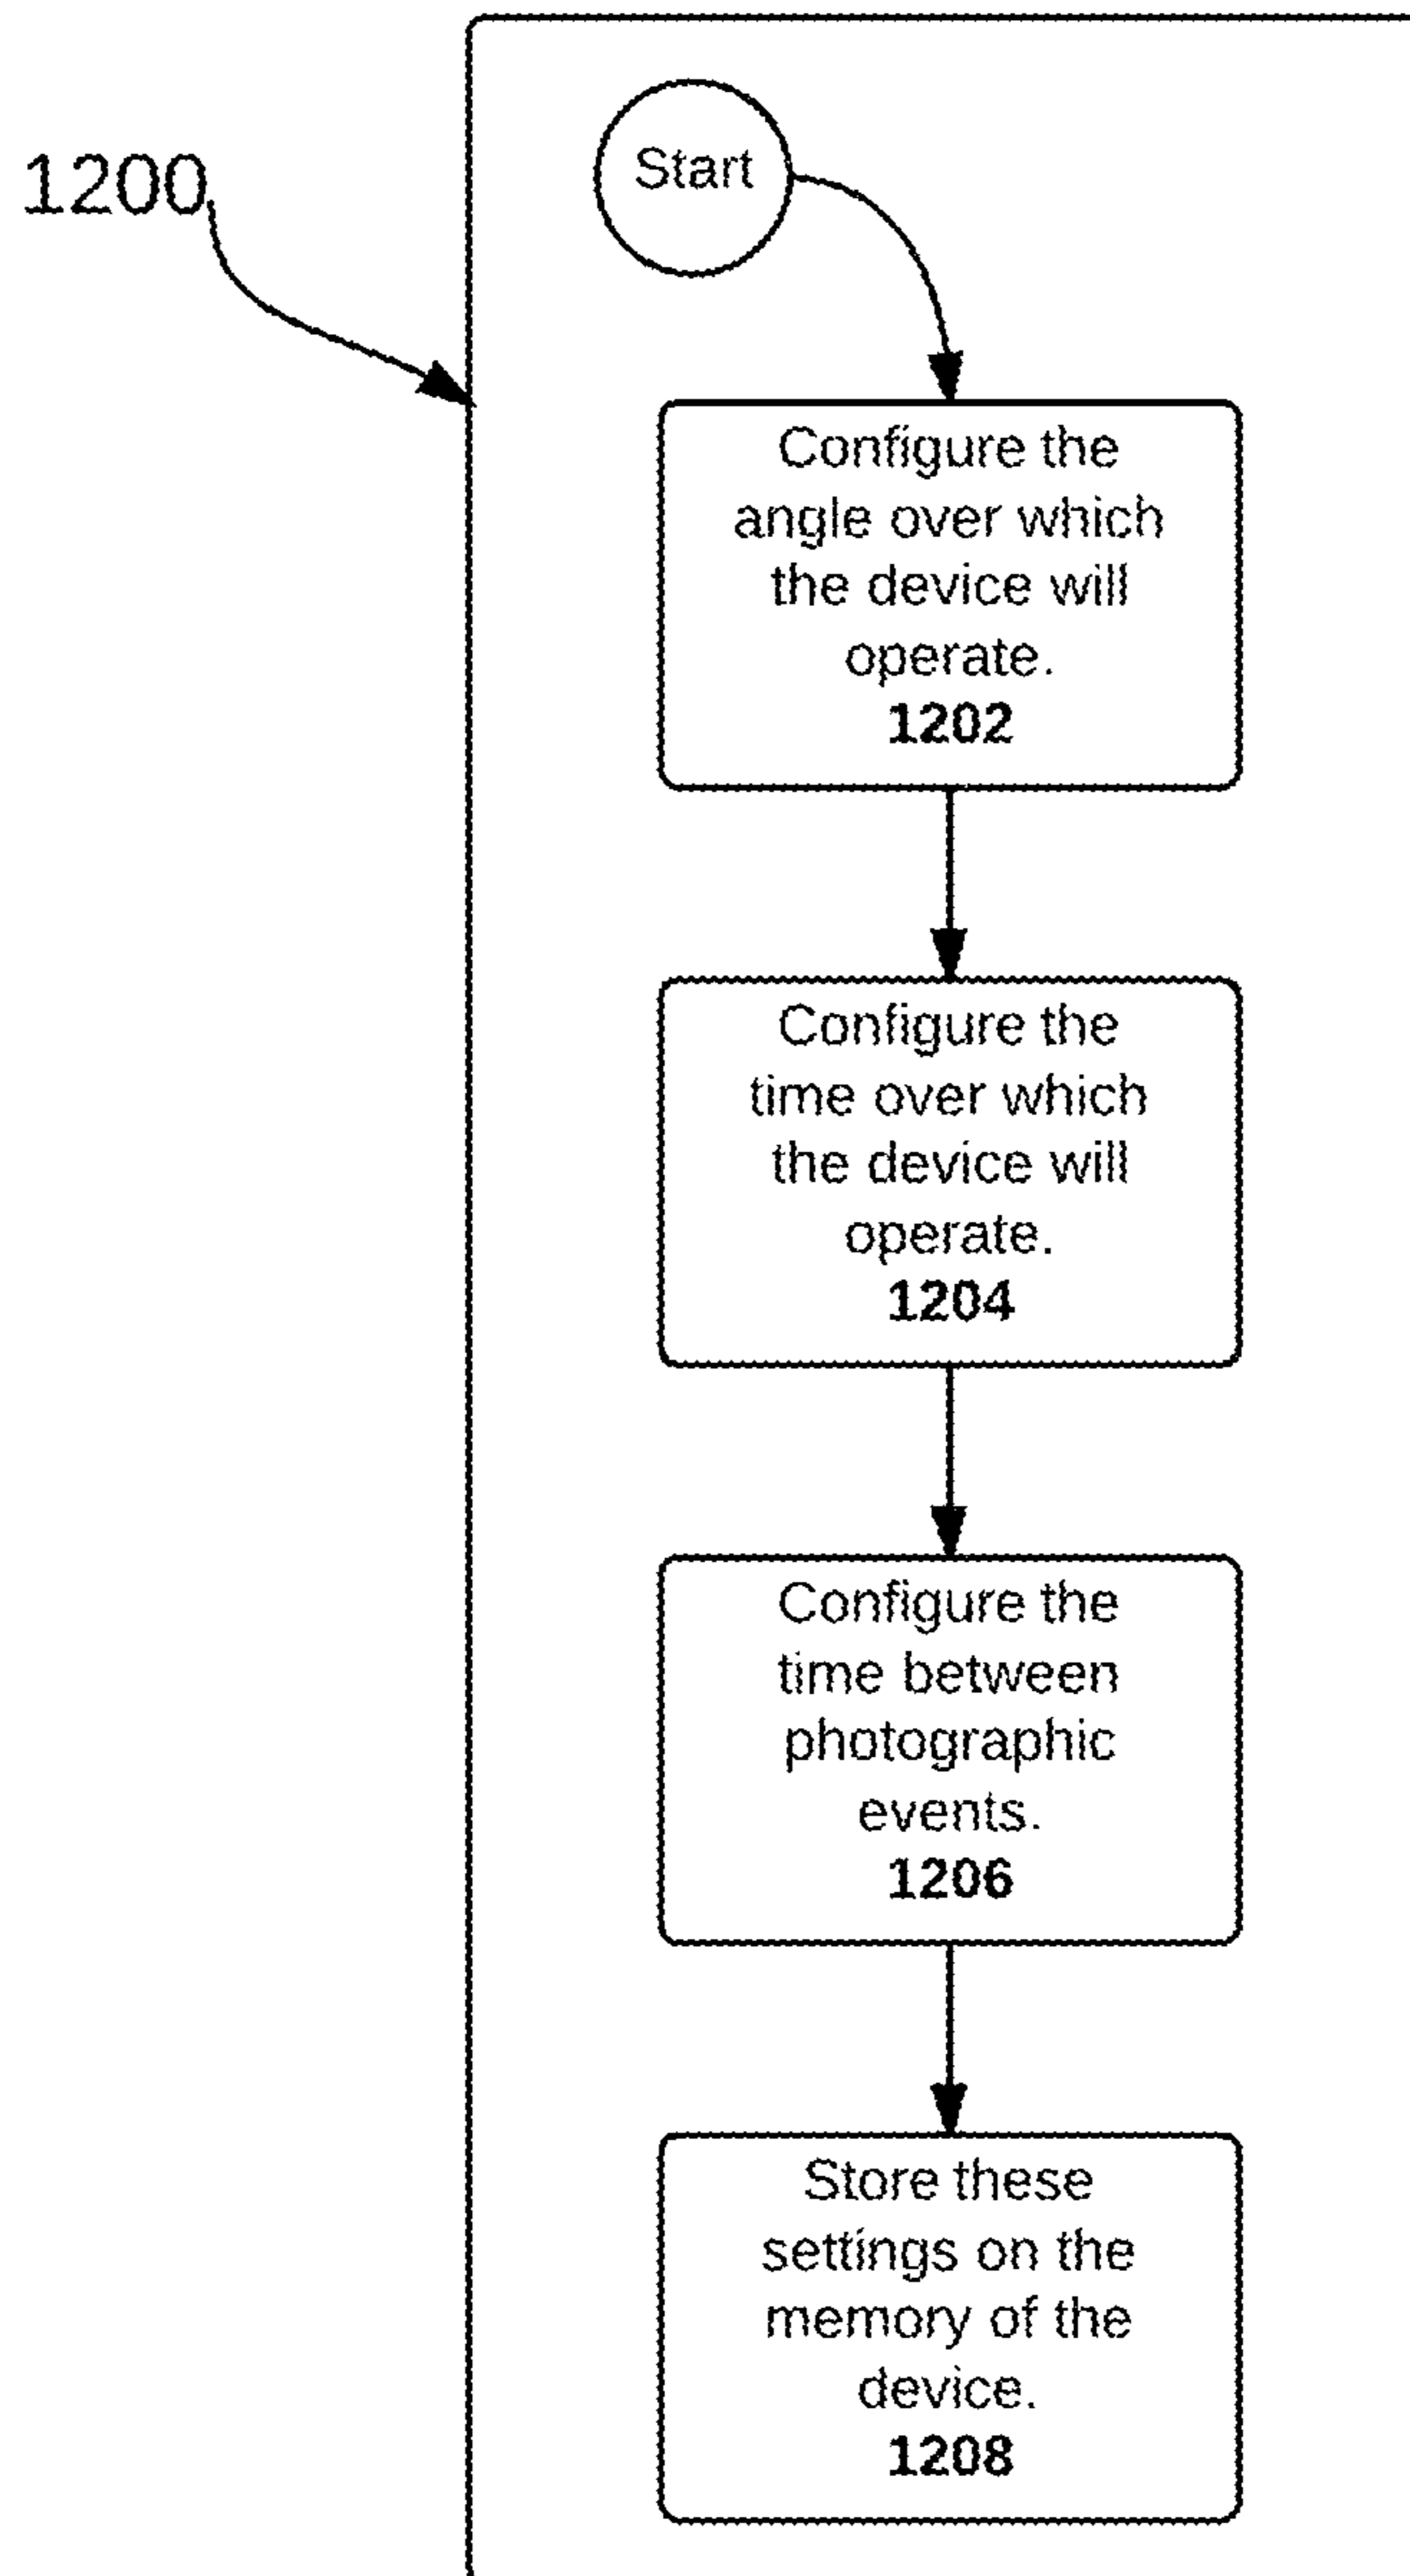 1200
Start
Configure the
angle over which
the device will
operate.
1202
Configure the
time over which
the device will
operate.
1204
Configure the
time between
photographic
events.
1206
Store these
settings on the
memory of the
device.
1208